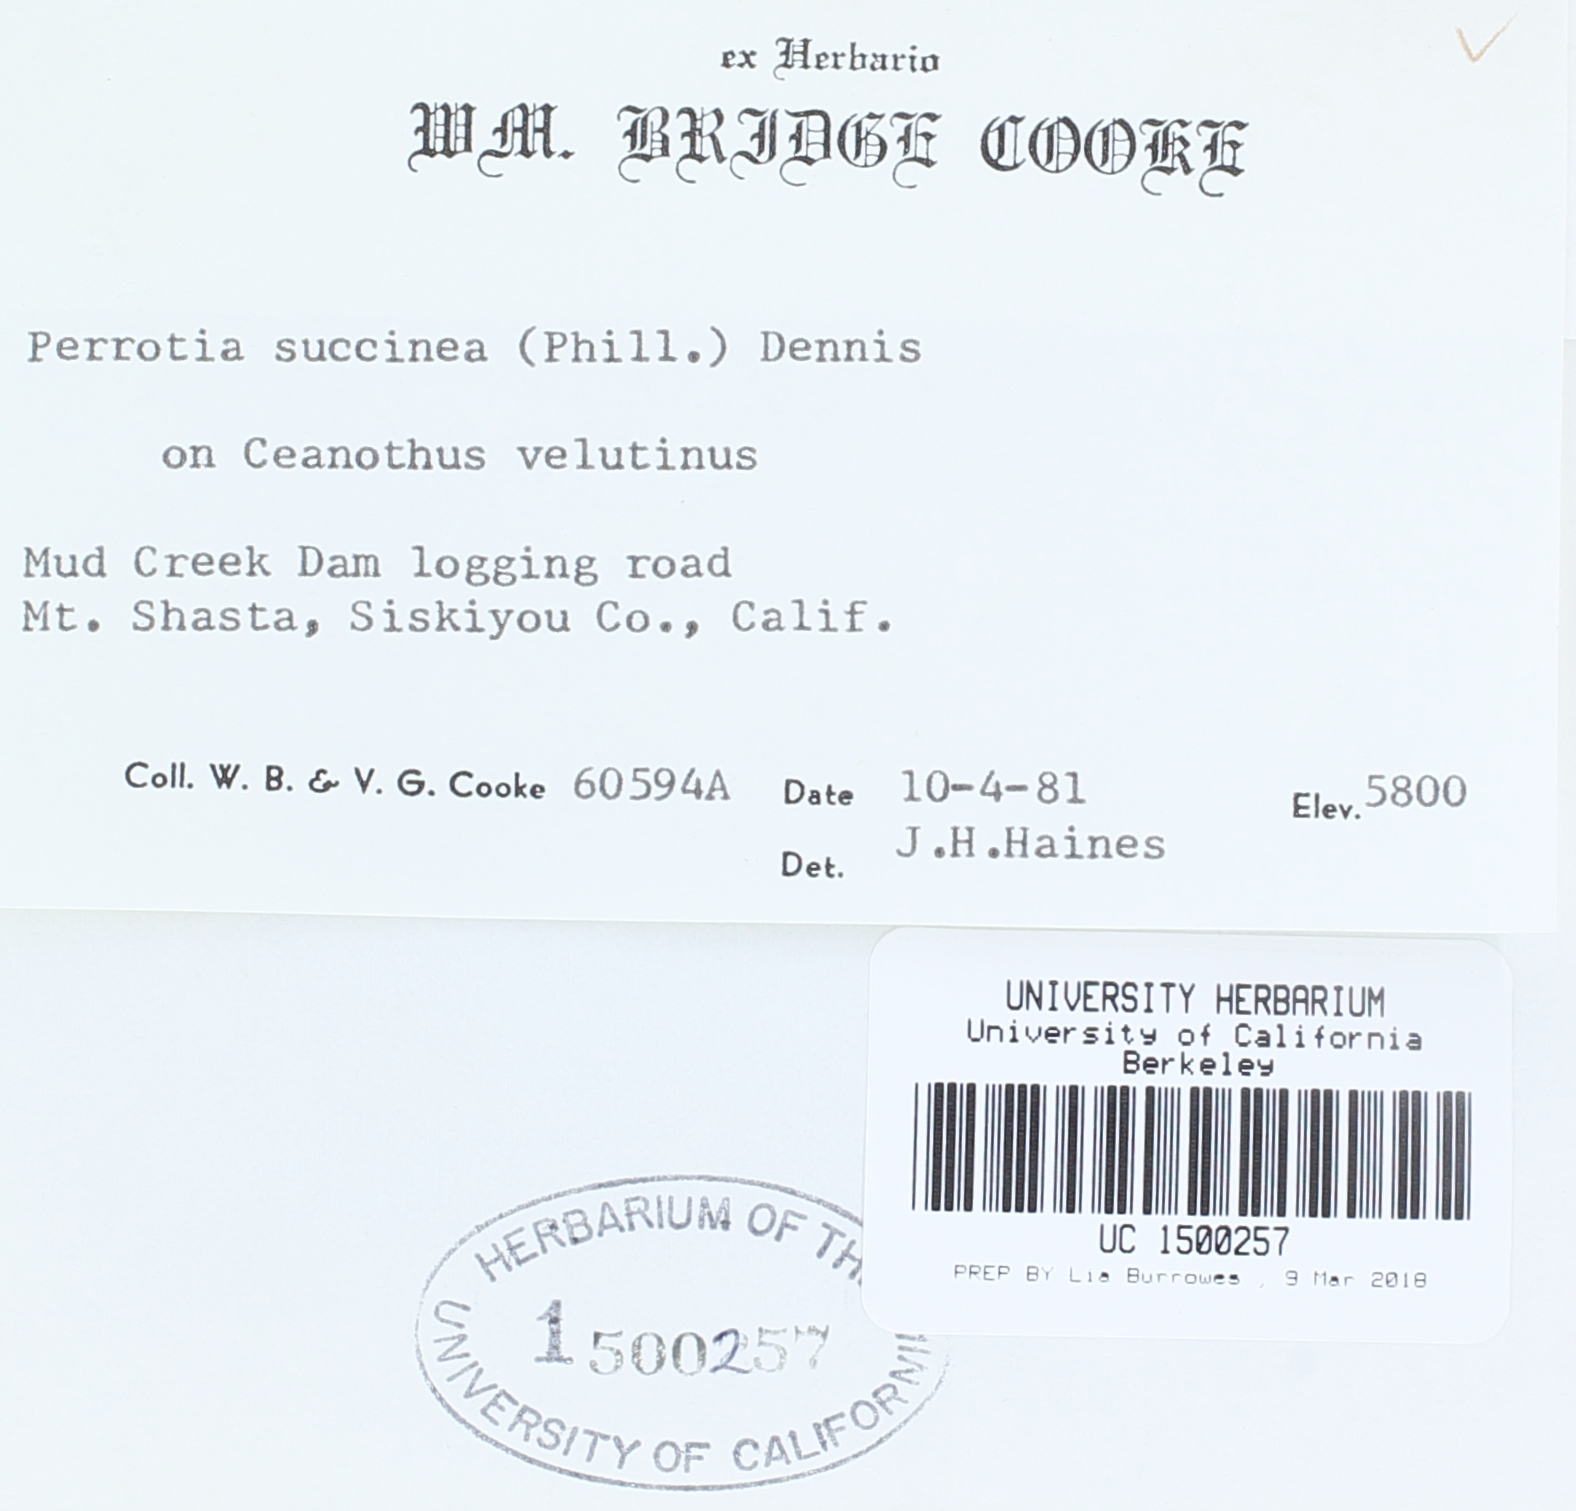 ex Herbario
WM. BRIDGE COOKE
Perrotia succinea (Phill.) Dennis
on Ceanothus velutinus
Mud Creek Dam logging road
Mt. Shasta, Siskiyou Co., Calif.
Coll. W. B. & V. G. Cooke 60594A Date 10-4-81 Elev. 5800
Det. J.H.Haines
UNIVERSITY HERBARIUM
University of California
Berkeley
UC 1500257
PREP BY Lia Burrowes , 9 Mar 2018
HERBARIUM OF TH
1500257
UNIVERSITY OF CALIFORNI